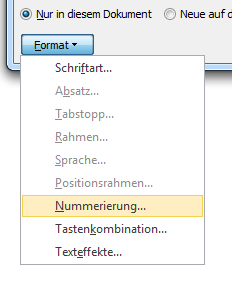 Nur in diesem Dokument Neue auf d
Format
Schriftart...
Absatz...
Tabstopp...
Rahmen...
Sprache...
Positionsrahmen...
Nummerierung...
Tastenkombination...
Texteffekte...